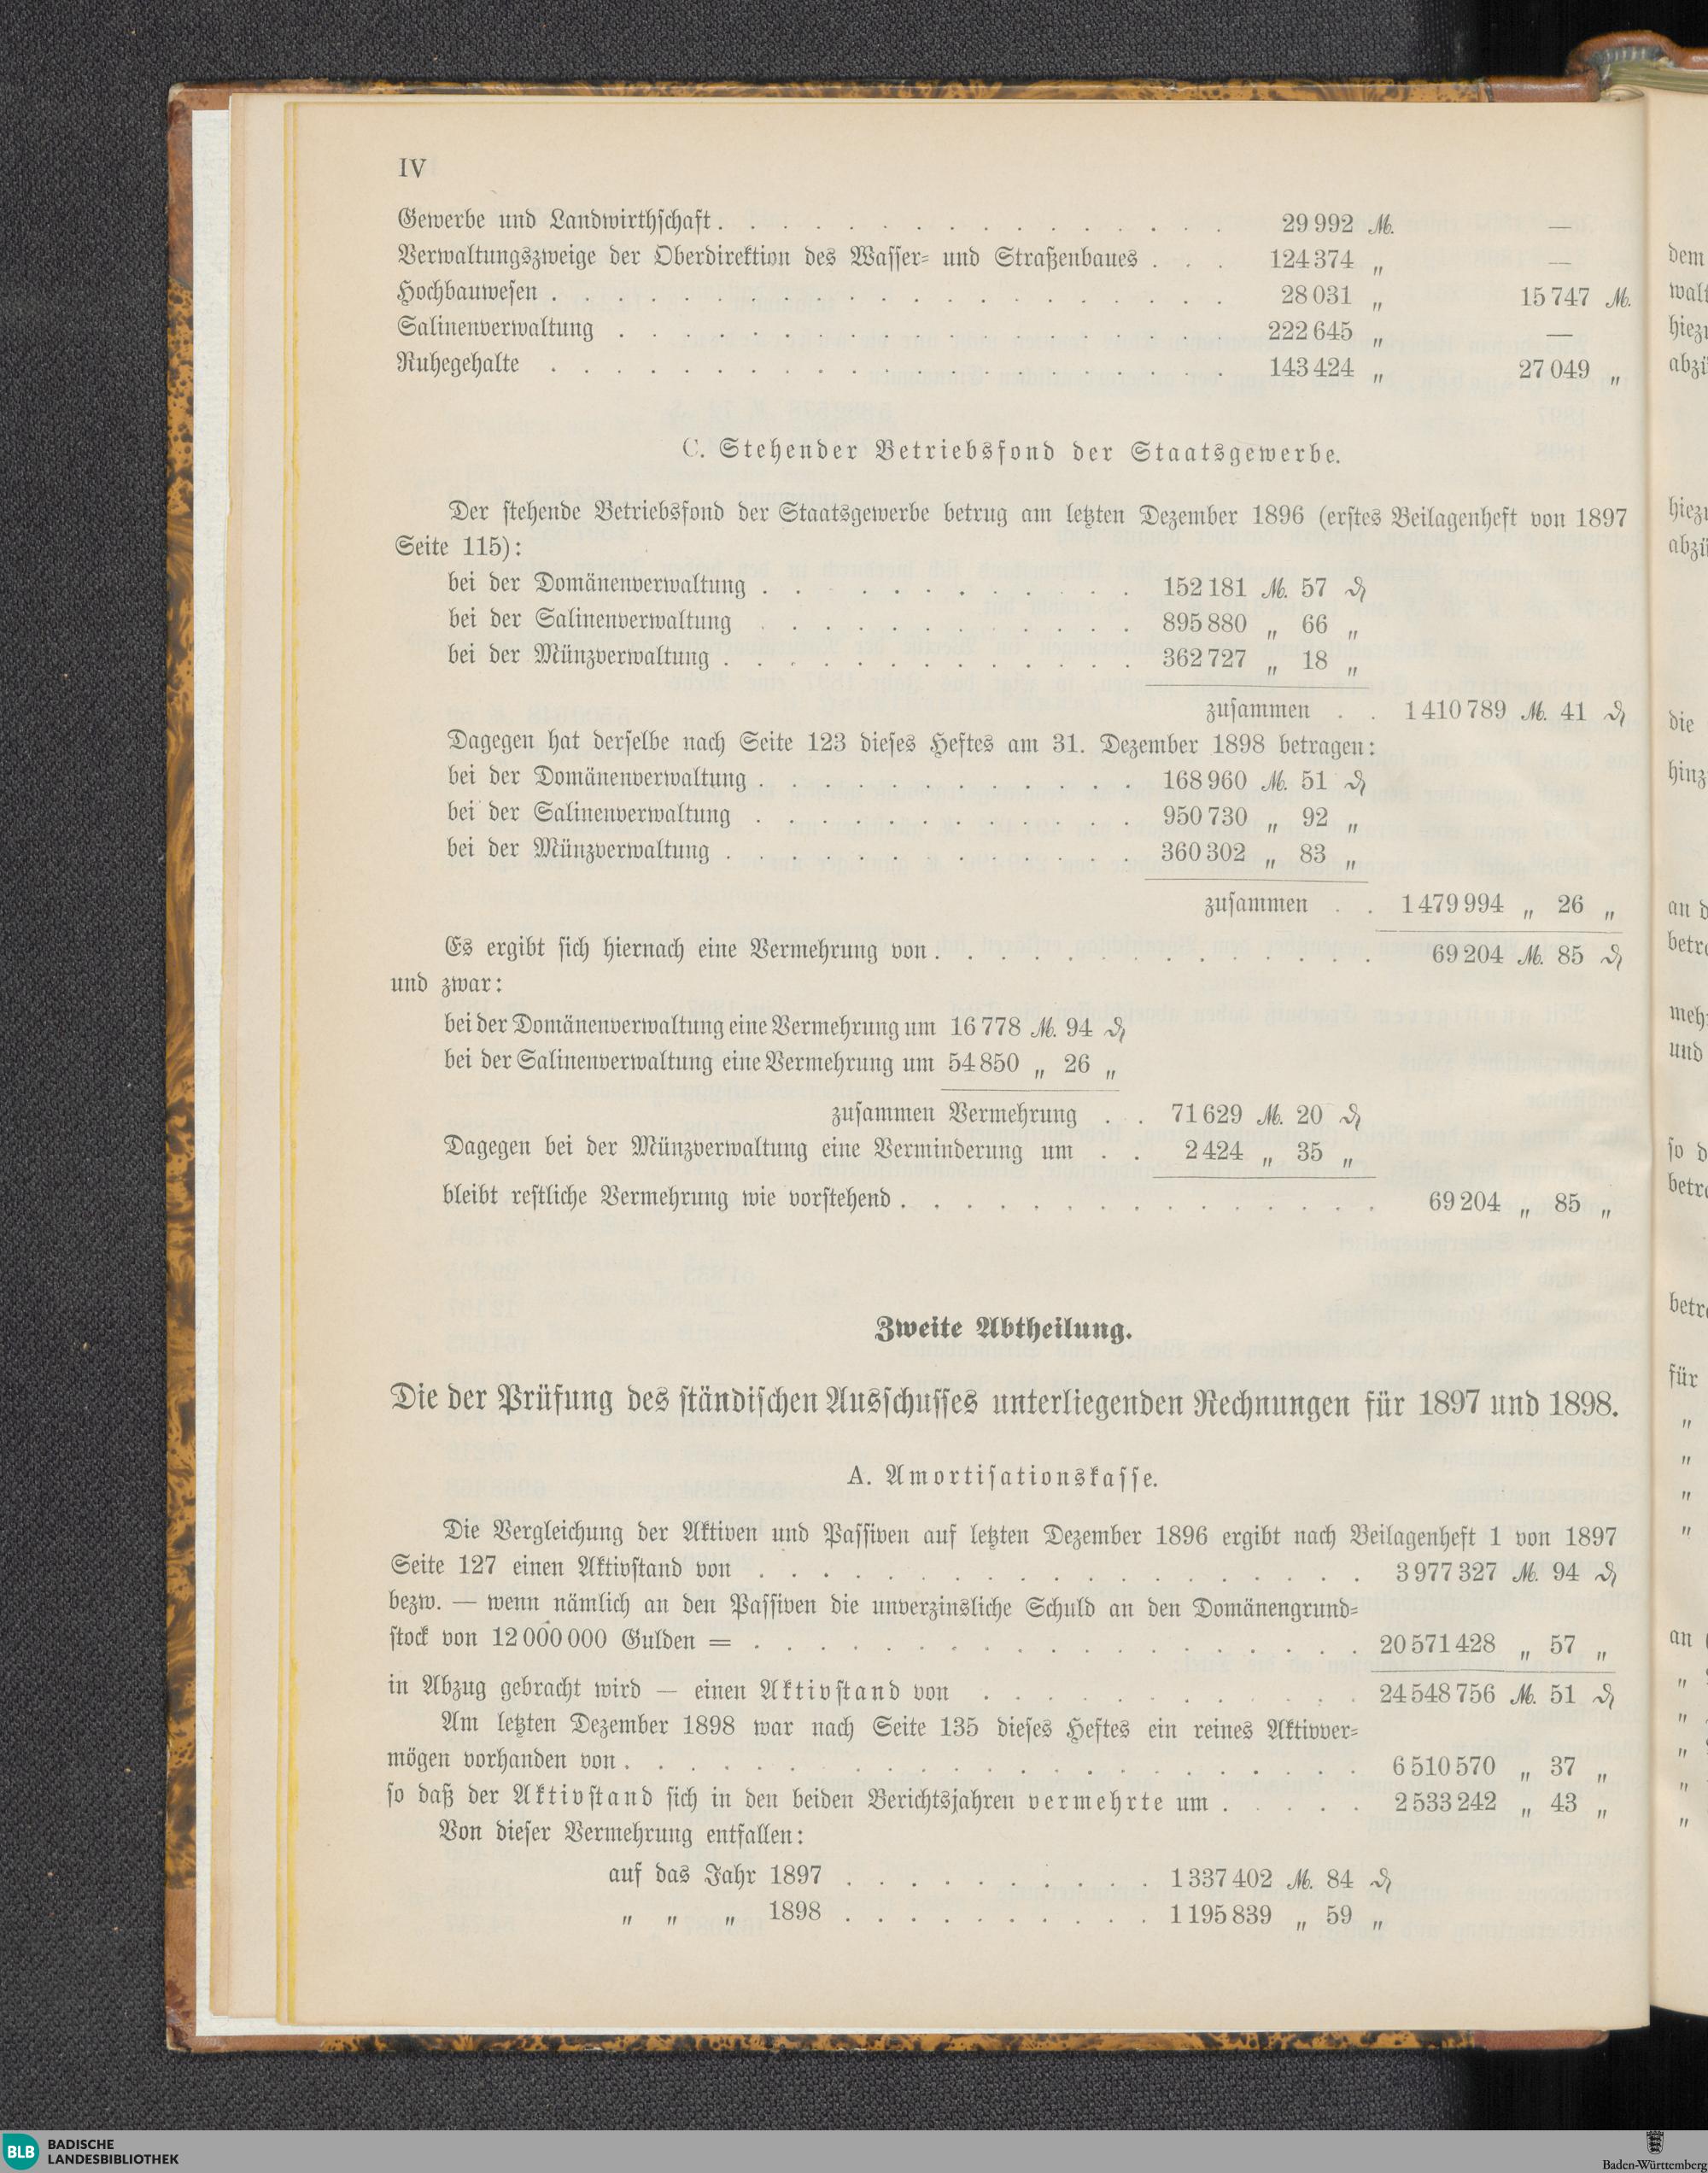 IV
Gewerbe und Landwirthschaft . . . . . . . . . . . . . . . . 29 992 M. —
Verwaltungszweige der Oberdirektion des Wasser- und Straßenbaues . . . 124 374 „ —
Hochbauwesen . . . . . . . . . . . . . . . . . . . . . 28 031 „ 15 747 M.
Salinenverwaltung . . . . . . . . . . . . . . . . . . . 222 645 „ —
Ruhegehalte . . . . . . . . . . . . . . . . . . . . . 143 424 „ 27 049 „
C. Stehender Betriebsfond der Staatsgewerbe.
Der stehende Betriebsfond der Staatsgewerbe betrug am letzten Dezember 1896 (erstes Beilagenheft von 1897
Seite 115):
bei der Domänenverwaltung . . . . . . . . . . . . 152 181 M. 57 ₰
bei der Salinenverwaltung . . . . . . . . . . . . 895 880 „ 66 „
bei der Münzverwaltung . . . . . . . . . . . . . 362 727 „ 18 „
zusammen . . 1 410 789 M. 41 ₰
Dagegen hat derselbe nach Seite 123 dieses Heftes am 31. Dezember 1898 betragen:
bei der Domänenverwaltung . . . . . . . . . . . . 168 960 M. 51 ₰
bei der Salinenverwaltung . . . . . . . . . . . . 950 730 „ 92 „
bei der Münzverwaltung . . . . . . . . . . . . . 360 302 „ 83 „
zusammen . . 1 479 994 „ 26 „
Es ergibt sich hiernach eine Vermehrung von . . . . . . . . . . . . . . 69 204 M. 85 ₰
und zwar:
bei der Domänenverwaltung eine Vermehrung um 16 778 M. 94 ₰
bei der Salinenverwaltung eine Vermehrung um 54 850 „ 26 „
zusammen Vermehrung . . 71 629 M. 20 ₰
Dagegen bei der Münzverwaltung eine Verminderung um . . 2 424 „ 35 „
bleibt restliche Vermehrung wie vorstehend . . . . . . . . . . . . . . . 69 204 „ 85 „
Zweite Abtheilung.
Die der Prüfung des ständischen Ausschusses unterliegenden Rechnungen für 1897 und 1898.
A. Amortisationskasse.
Die Vergleichung der Aktiven und Passiven auf letzten Dezember 1896 ergibt nach Beilagenheft 1 von 1897
Seite 127 einen Aktivstand von . . . . . . . . . . . . . . . . . . . 3 977 327 M. 94 ₰
bezw. — wenn nämlich an den Passiven die unverzinsliche Schuld an den Domänengrund-
stock von 12 000 000 Gulden = . . . . . . . . . . . . . . . . . . . 20 571 428 „ 57 „
in Abzug gebracht wird — einen Aktivstand von . . . . . . . . . . . . 24 548 756 M. 51 ₰
Am letzten Dezember 1898 war nach Seite 135 dieses Heftes ein reines Aktivver-
mögen vorhanden von . . . . . . . . . . . . . . . . . . . . . . . 6 510 570 „ 37 „
so daß der Aktivstand sich in den beiden Berichtsjahren vermehrte um . . . . . 2 533 242 „ 43 „
Von dieser Vermehrung entfallen:
auf das Jahr 1897 . . . . . . . . . . 1 337 402 M. 84 ₰
„ „ „ 1898 . . . . . . . . . . 1 195 839 „ 59 „
dem
hinz
an d
betr
und
so d
für
„
„
„
„
an
„
„
„
„
„
BLB BADISCHE
LANDESBIBLIOTHEK
Baden-Württemberg